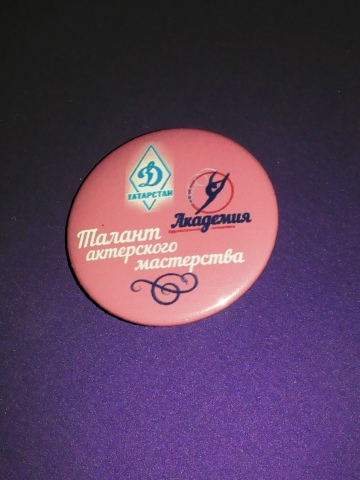 Д
ТАТАРСТАН
Академия
Талант
актерского
мастерства